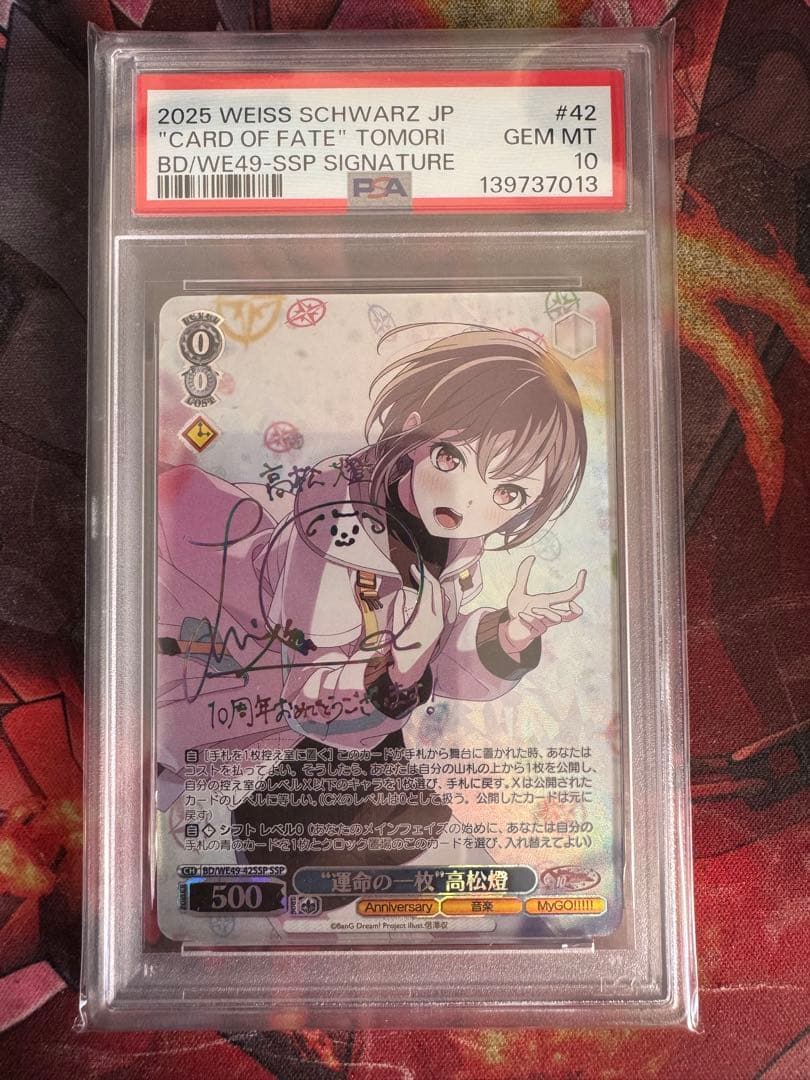 2025 WEISS SCHWARZ JP #42
"CARD OF FATE" TOMORI GEM MT
BD/WE49-SSP SIGNATURE 10
PSA 139737013
LEVEL
0
0
COST
高松 燈
10周年おめでとうございます。
自 [手札を1枚控え室に置く] このカードが手札から舞台に置かれた時、あなたは
コストを払ってよい。そうしたら、あなたは自分の山札の上から1枚を公開し、
自分の控え室のレベルX以下のキャラを1枚選び、手札に戻す。Xは公開され
たカードのレベルに等しい。(CXのレベルは0として扱う。公開したカードは元に
戻す)
自 シフト レベル0 (あなたのメインフェイズの始めに、あなたは自分の
手札の青のカードを1枚とクロック置場のこのカードを選び、入れ替えてよい)
CH BD/WE49-42SSP SSP
"運命の一枚"高松燈
500
Anniversary 音楽 MyGO!!!!!
©BanG Dream! Project Illust.信澤収